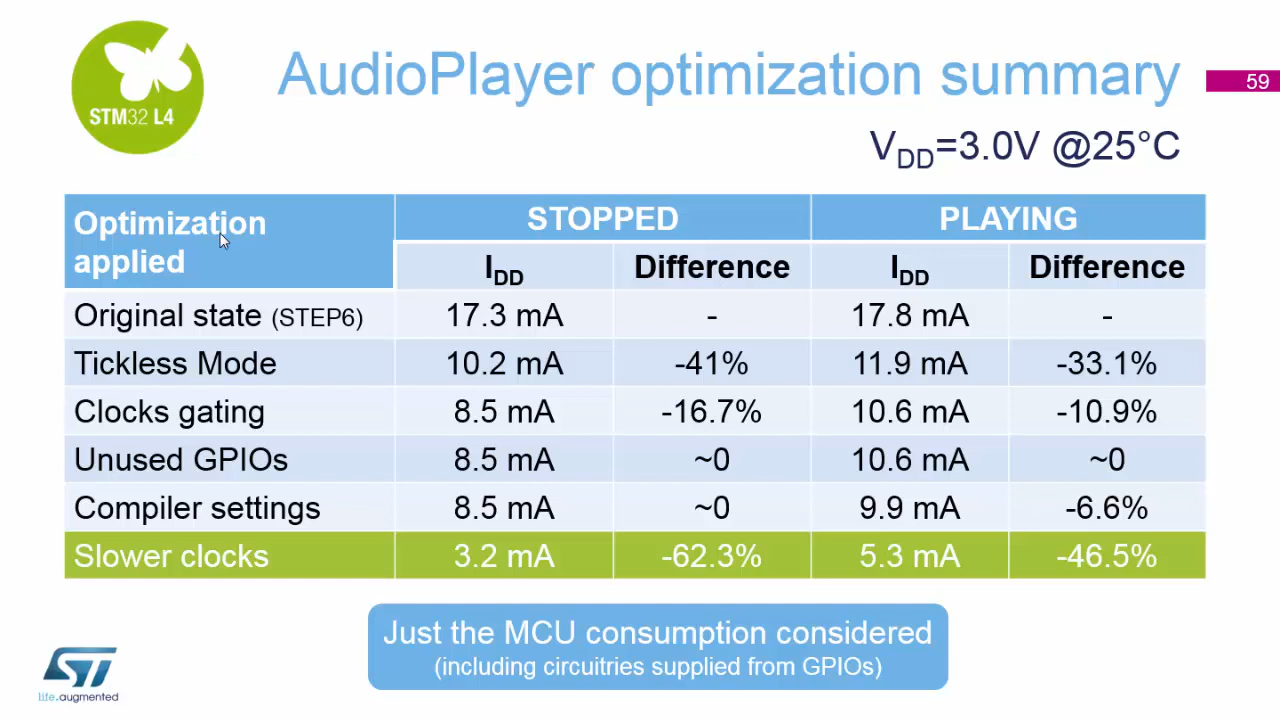 STM32 L4
AudioPlayer optimization summary
59
VDD=3.0V @25°C
Optimization applied STOPPED PLAYING
IDD Difference IDD Difference
Original state (STEP6) 17.3 mA - 17.8 mA -
Tickless Mode 10.2 mA -41% 11.9 mA -33.1%
Clocks gating 8.5 mA -16.7% 10.6 mA -10.9%
Unused GPIOs 8.5 mA ~0 10.6 mA ~0
Compiler settings 8.5 mA ~0 9.9 mA -6.6%
Slower clocks 3.2 mA -62.3% 5.3 mA -46.5%
Just the MCU consumption considered
(including circuitries supplied from GPIOs)
ST
life.augmented